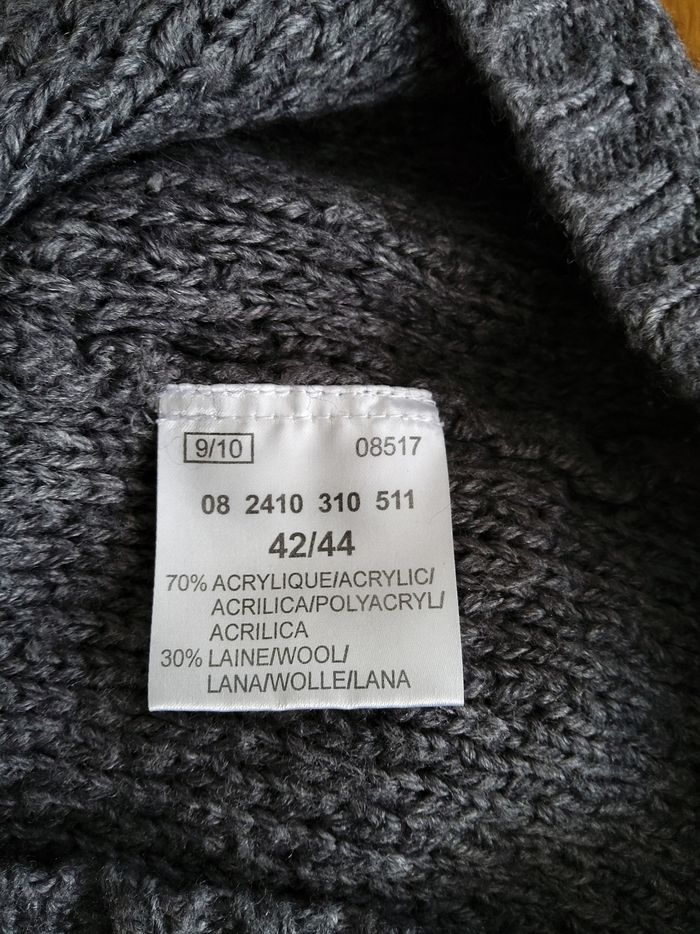 9/10 08517
08 2410 310 511
42/44
70% ACRYLIQUE/ACRYLIC/
ACRILICA/POLYACRYL/
ACRILICA
30% LAINE/WOOL/
LANA/WOLLE/LANA